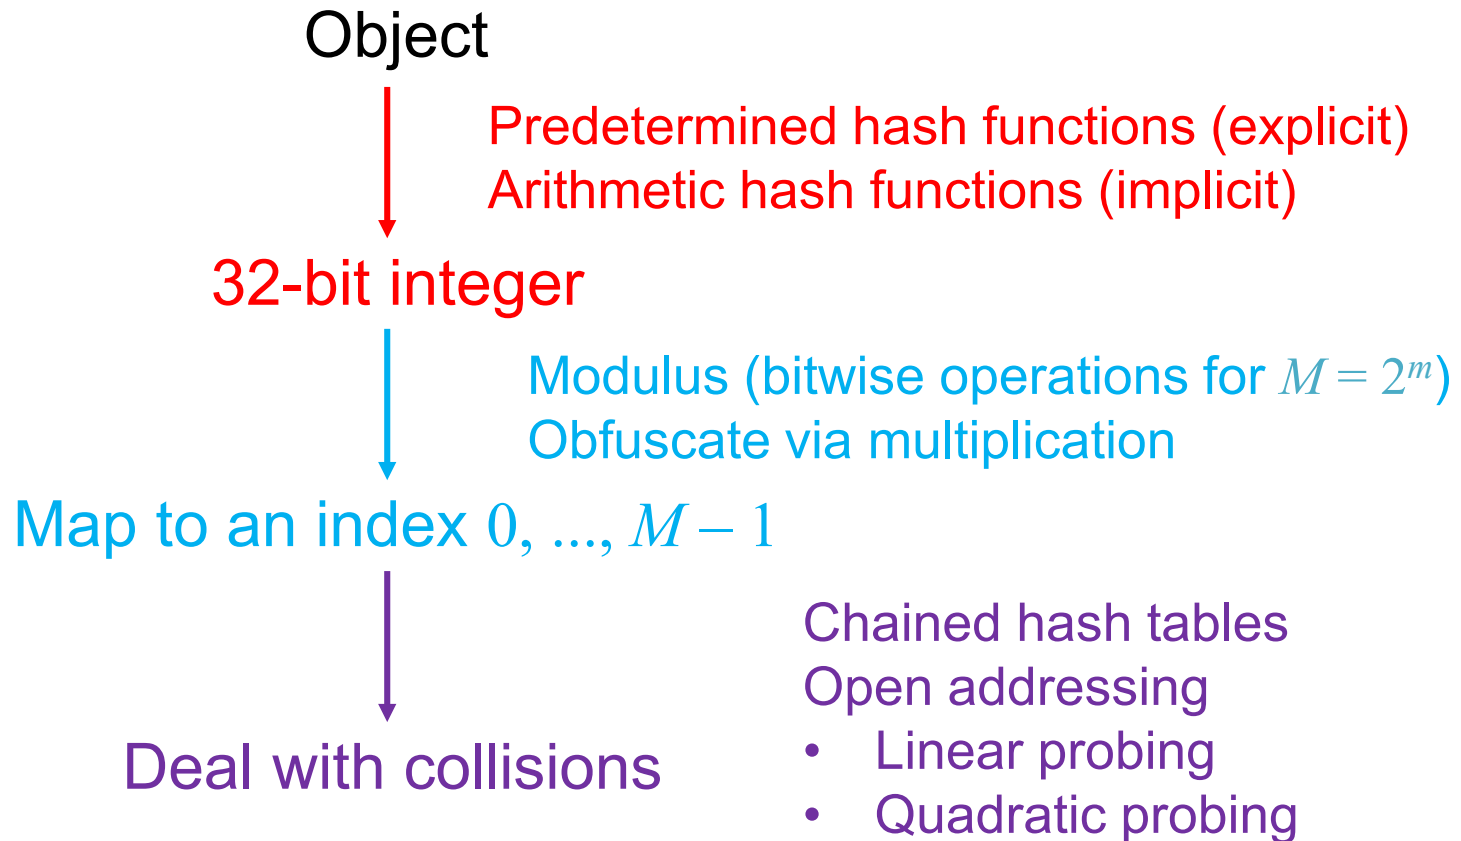 Object
Predetermined hash functions (explicit)
Arithmetic hash functions (implicit)
32-bit integer
Modulus (bitwise operations for M = 2ᵐ)
Obfuscate via multiplication
Map to an index 0, ..., M – 1
Chained hash tables
Open addressing
• Linear probing
Deal with collisions
• Quadratic probing